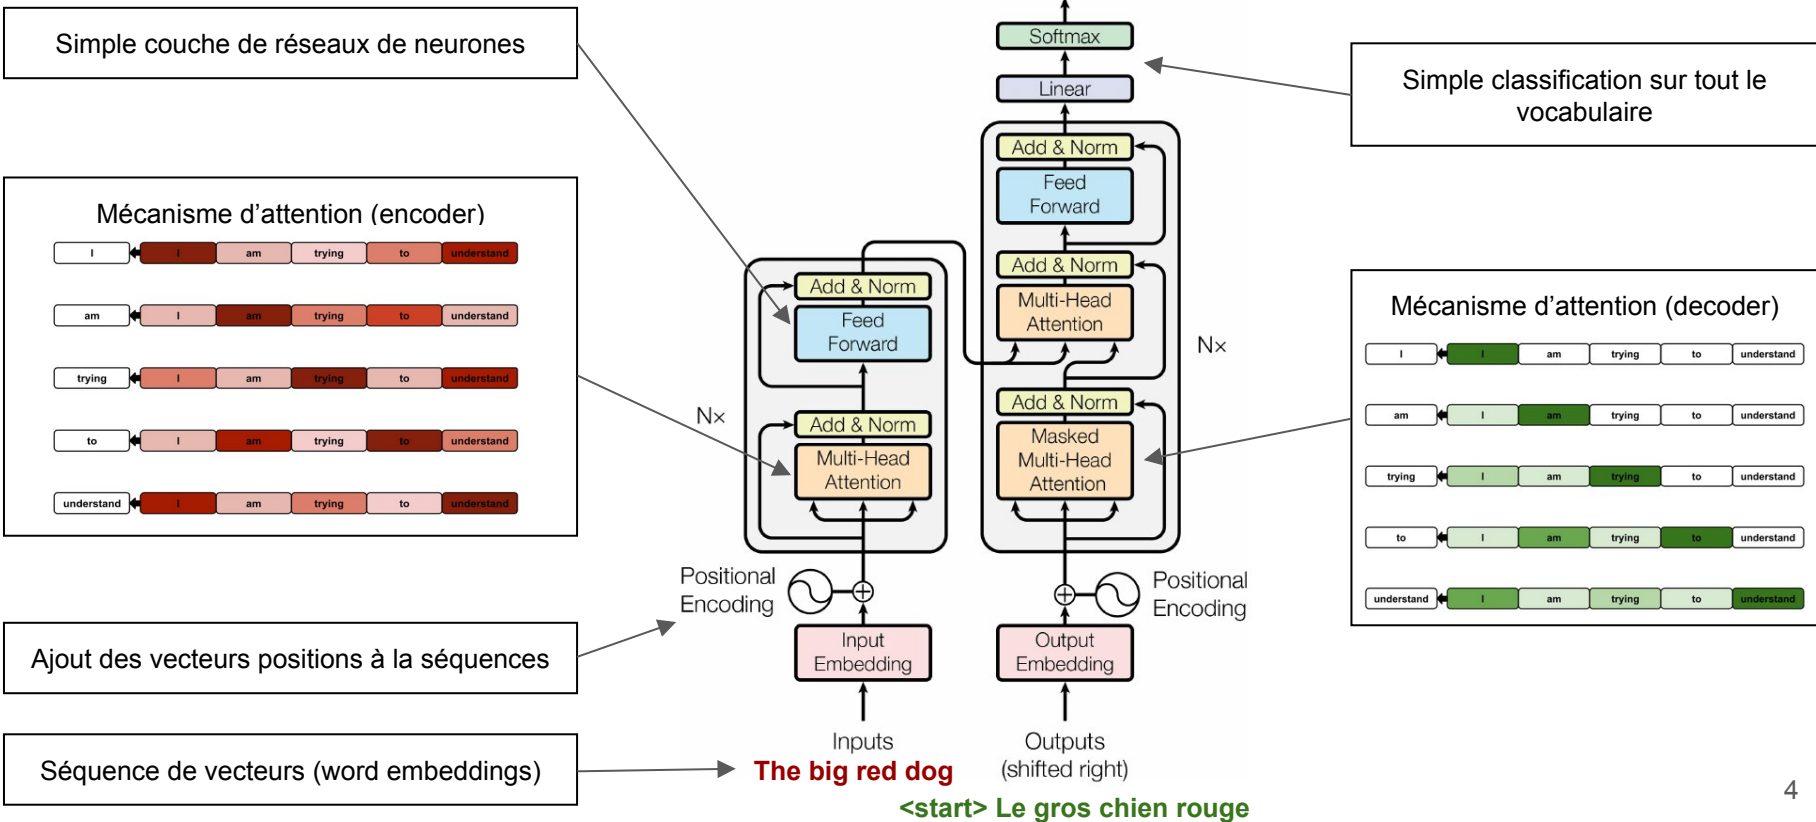 Simple couche de réseaux de neurones
Mécanisme d'attention (encoder)
I I am trying to understand
am I am trying to understand
trying I am trying to understand
to I am trying to understand
understand I am trying to understand
Ajout des vecteurs positions à la séquences
Séquence de vecteurs (word embeddings)
Softmax
Linear
Add & Norm
Feed
Forward
Add & Norm
Multi-Head
Attention
Add & Norm
Masked
Multi-Head
Attention
N×
Add & Norm
Feed
Forward
Add & Norm
Multi-Head
Attention
N×
Positional
Encoding
Positional
Encoding
Input
Embedding
Output
Embedding
Inputs
Outputs
(shifted right)
The big red dog
<start> Le gros chien rouge
Simple classification sur tout le
vocabulaire
Mécanisme d'attention (decoder)
I I am trying to understand
am I am trying to understand
trying I am trying to understand
to I am trying to understand
understand I am trying to understand
4